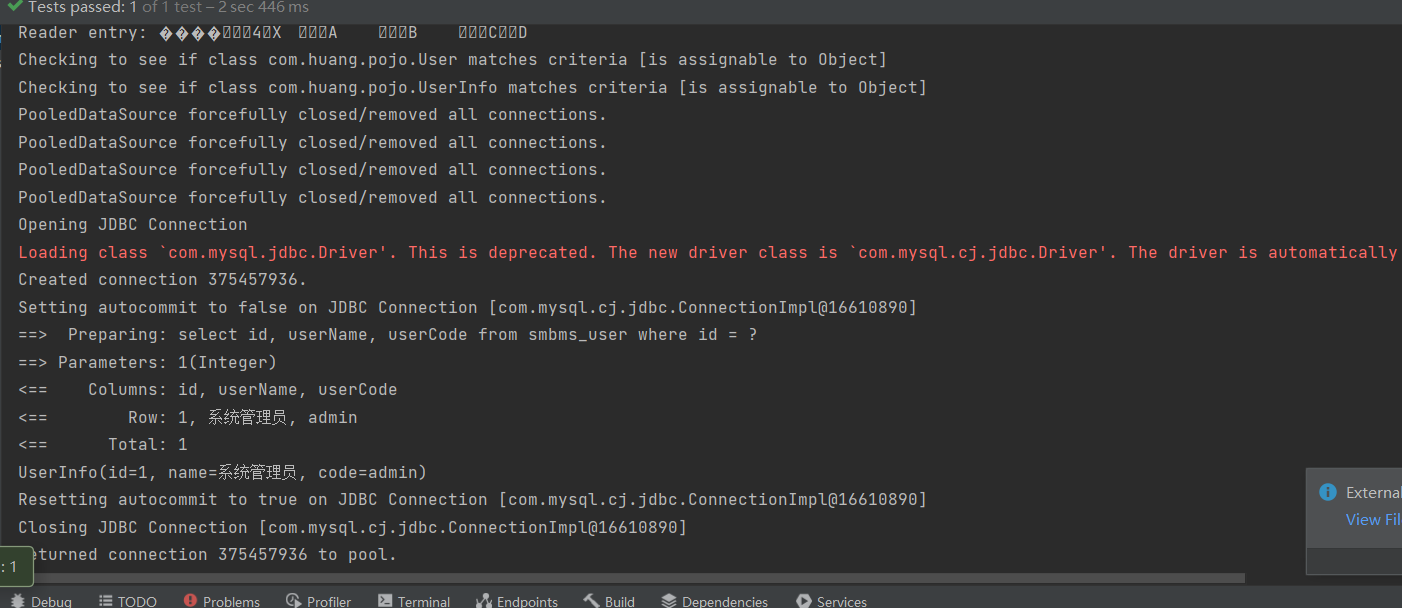 Tests passed: 1 of 1 test – 2 sec 446 ms
Reader entry: ����   4 X   A    B    C  D
Checking to see if class com.huang.pojo.User matches criteria [is assignable to Object]
Checking to see if class com.huang.pojo.UserInfo matches criteria [is assignable to Object]
PooledDataSource forcefully closed/removed all connections.
PooledDataSource forcefully closed/removed all connections.
PooledDataSource forcefully closed/removed all connections.
PooledDataSource forcefully closed/removed all connections.
Opening JDBC Connection
Loading class `com.mysql.jdbc.Driver'. This is deprecated. The new driver class is `com.mysql.cj.jdbc.Driver'. The driver is automatically
Created connection 375457936.
Setting autocommit to false on JDBC Connection [com.mysql.cj.jdbc.ConnectionImpl@16610890]
==>  Preparing: select id, userName, userCode from smbms_user where id = ?
==> Parameters: 1(Integer)
<==    Columns: id, userName, userCode
<==        Row: 1, 系统管理员, admin
<==      Total: 1
UserInfo(id=1, name=系统管理员, code=admin)
Resetting autocommit to true on JDBC Connection [com.mysql.cj.jdbc.ConnectionImpl@16610890]
Closing JDBC Connection [com.mysql.cj.jdbc.ConnectionImpl@16610890]
eturned connection 375457936 to pool.
: 1
Externa
View Fil
Debug TODO Problems Profiler Terminal Endpoints Build Dependencies Services